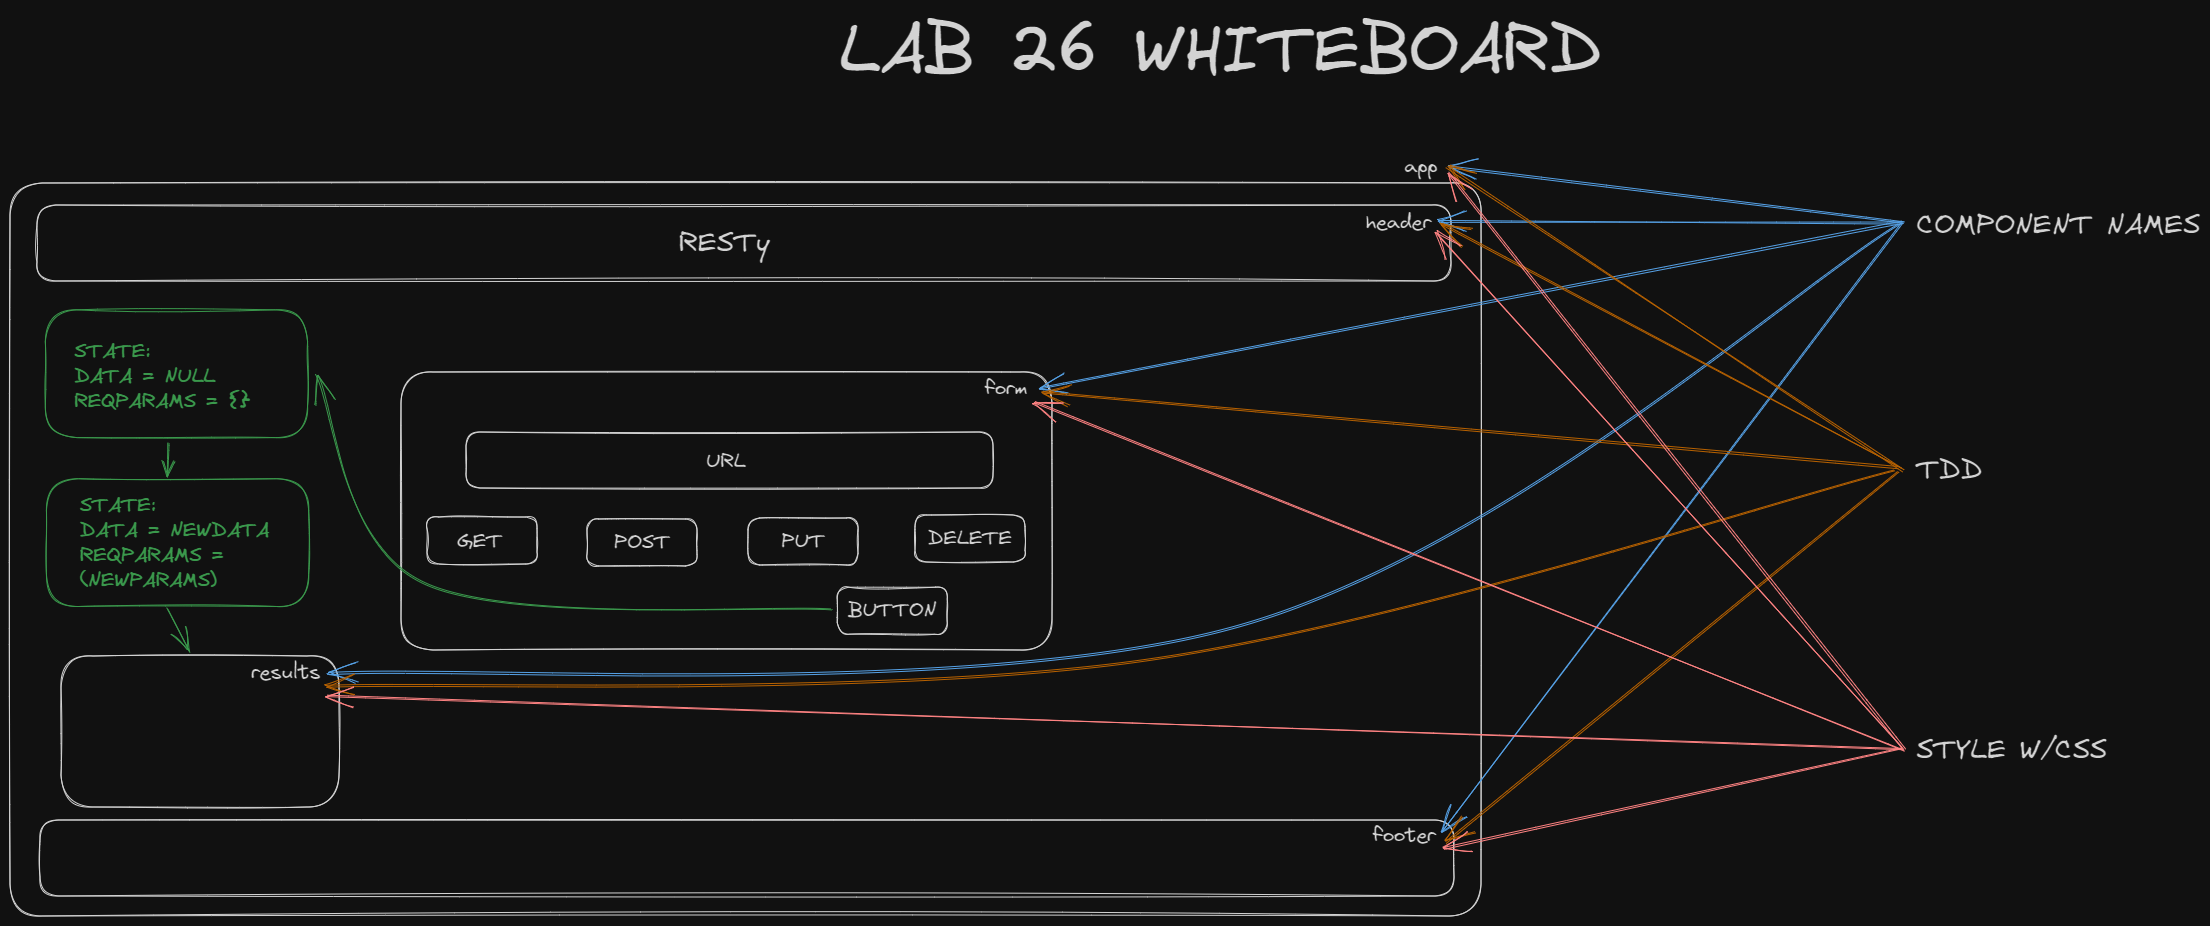 LAB 26 WHITEBOARD
app
header
COMPONENT NAMES
RESTy
STATE:
DATA = NULL
REQPARAMS = {}
form
URL
TDD
STATE:
DATA = NEWDATA
REQPARAMS =
(NEWPARAMS)
GET
POST
PUT
DELETE
BUTTON
results
STYLE W/CSS
footer